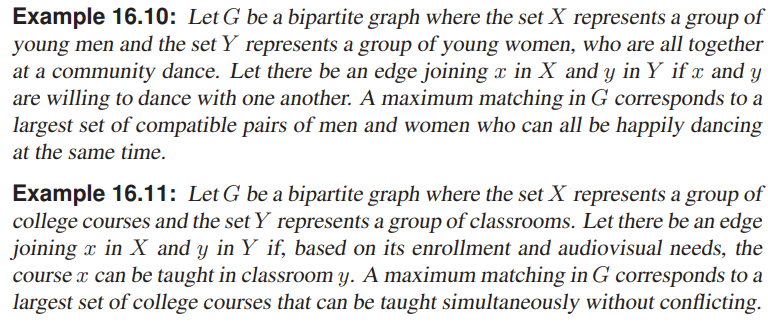 Example 16.10: Let G be a bipartite graph where the set X represents a group of
young men and the set Y represents a group of young women, who are all together
at a community dance. Let there be an edge joining x in X and y in Y if x and y
are willing to dance with one another. A maximum matching in G corresponds to a
largest set of compatible pairs of men and women who can all be happily dancing
at the same time.
Example 16.11: Let G be a bipartite graph where the set X represents a group of
college courses and the set Y represents a group of classrooms. Let there be an edge
joining x in X and y in Y if, based on its enrollment and audiovisual needs, the
course x can be taught in classroom y. A maximum matching in G corresponds to a
largest set of college courses that can be taught simultaneously without conflicting.